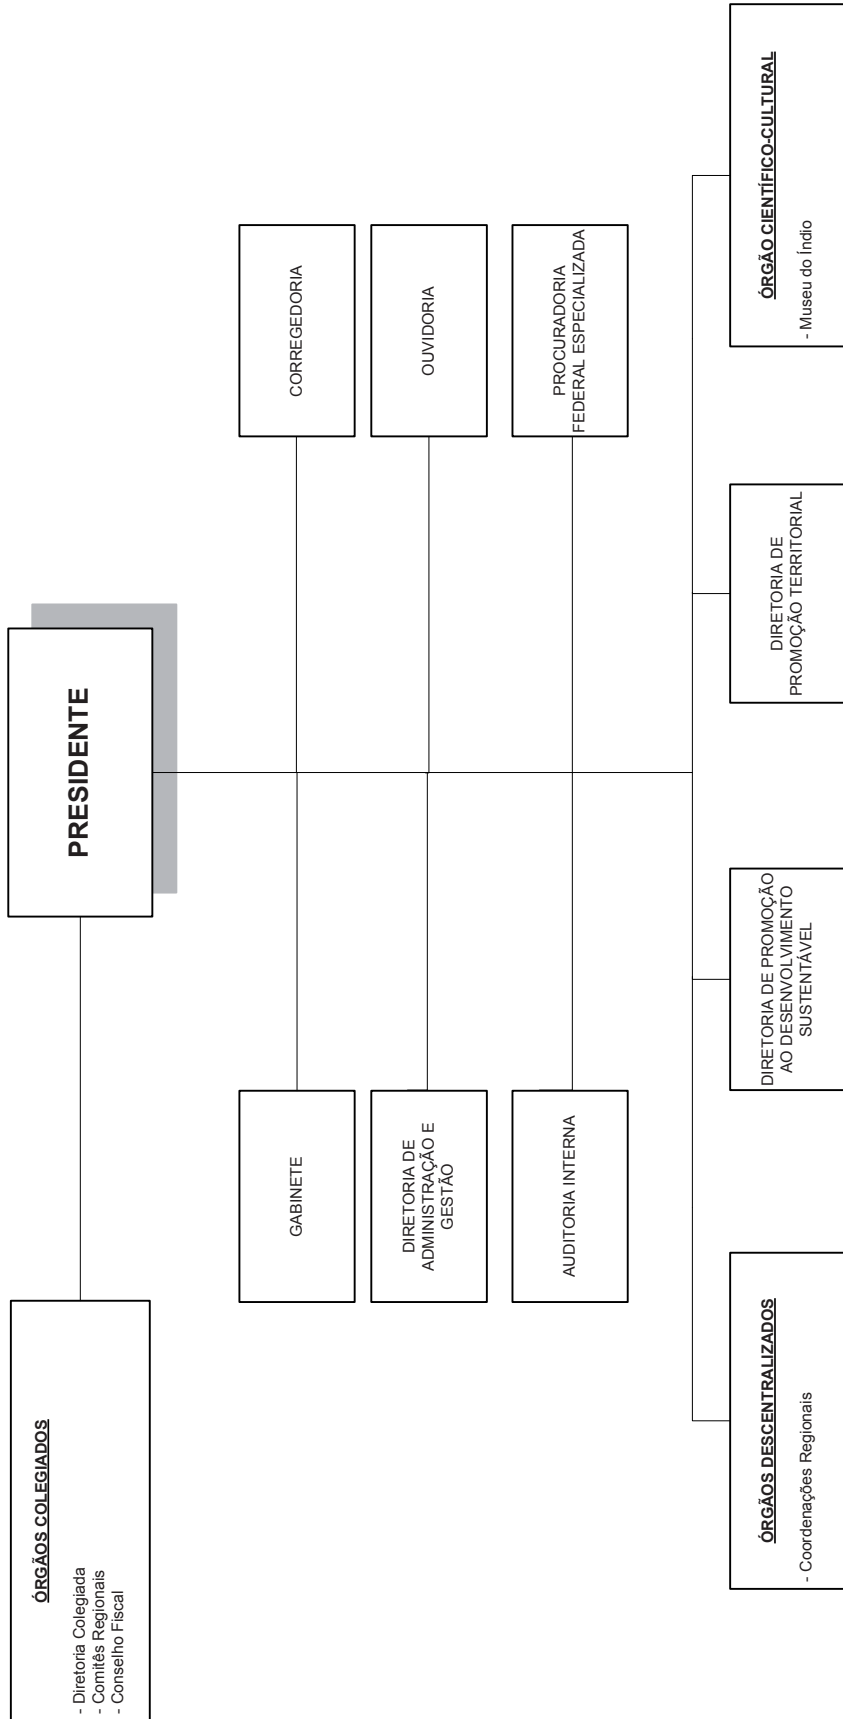 PRESIDENTE
ÓRGÃOS COLEGIADOS
- Diretoria Colegiada
- Comitês Regionais
- Conselho Fiscal
GABINETE
CORREGEDORIA
DIRETORIA DE
ADMINISTRAÇÃO E
GESTÃO
OUVIDORIA
AUDITORIA INTERNA
PROCURADORIA
FEDERAL ESPECIALIZADA
ÓRGÃOS DESCENTRALIZADOS
- Coordenações Regionais
DIRETORIA DE PROMOÇÃO
AO DESENVOLVIMENTO
SUSTENTÁVEL
DIRETORIA DE
PROMOÇÃO TERRITORIAL
ÓRGÃO CIENTÍFICO-CULTURAL
- Museu do Índio